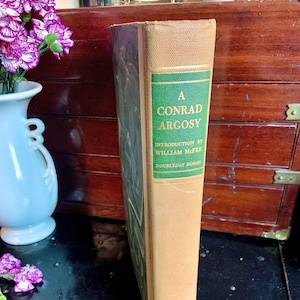 A
CONRAD
ARGOSY
INTRODUCTION BY
WILLIAM McFEE
DOUBLEDAY DORAN